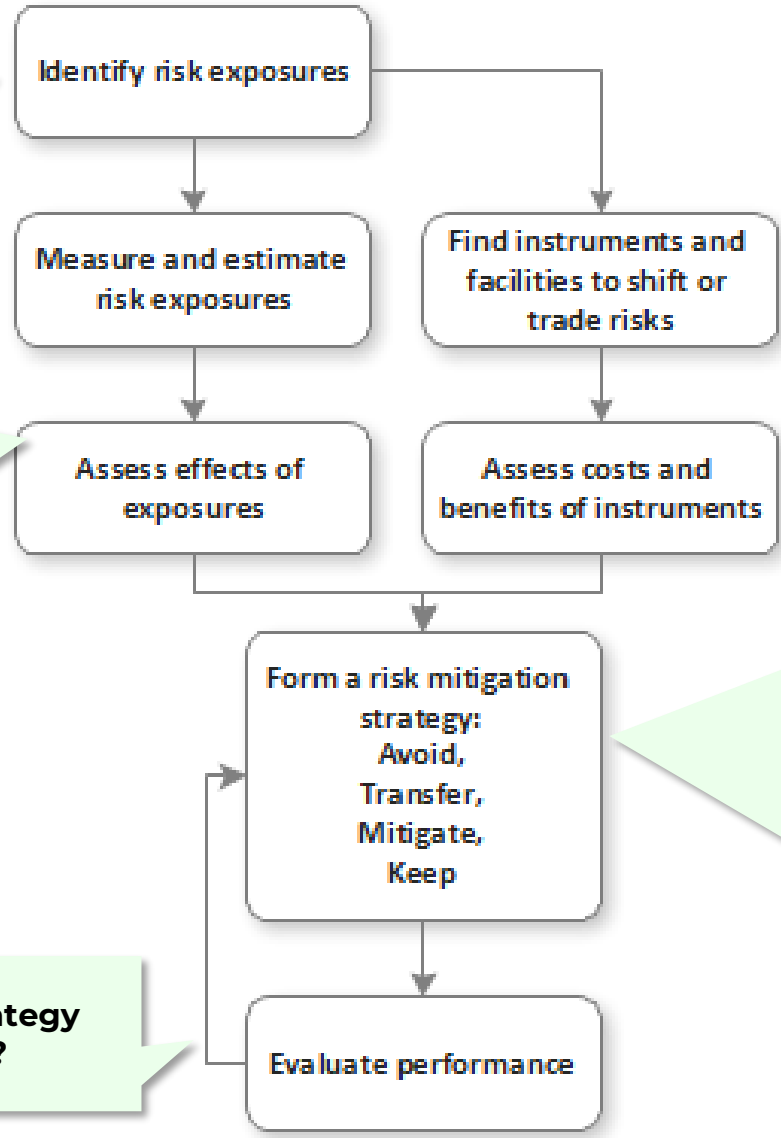 Identify risk exposures
Measure and estimate
risk exposures
Find instruments and
facilities to shift or
trade risks
Assess effects of
exposures
Assess costs and
benefits of instruments
Form a risk mitigation
strategy:
Avoid,
Transfer,
Mitigate,
Keep
Evaluate performance
?